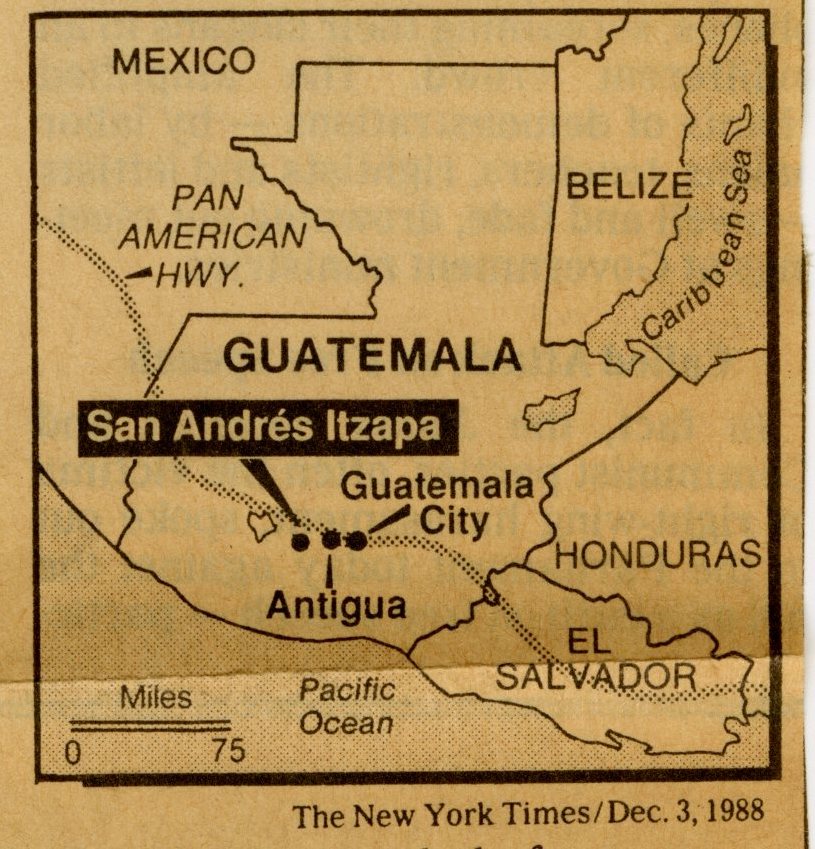 MEXICO
PAN
AMERICAN
HWY.
BELIZE
Caribbean Sea
GUATEMALA
San Andrés Itzapa
Guatemala
City
Antigua
HONDURAS
EL
SALVADOR
Miles
0 75
Pacific
Ocean
The New York Times/Dec. 3, 1988